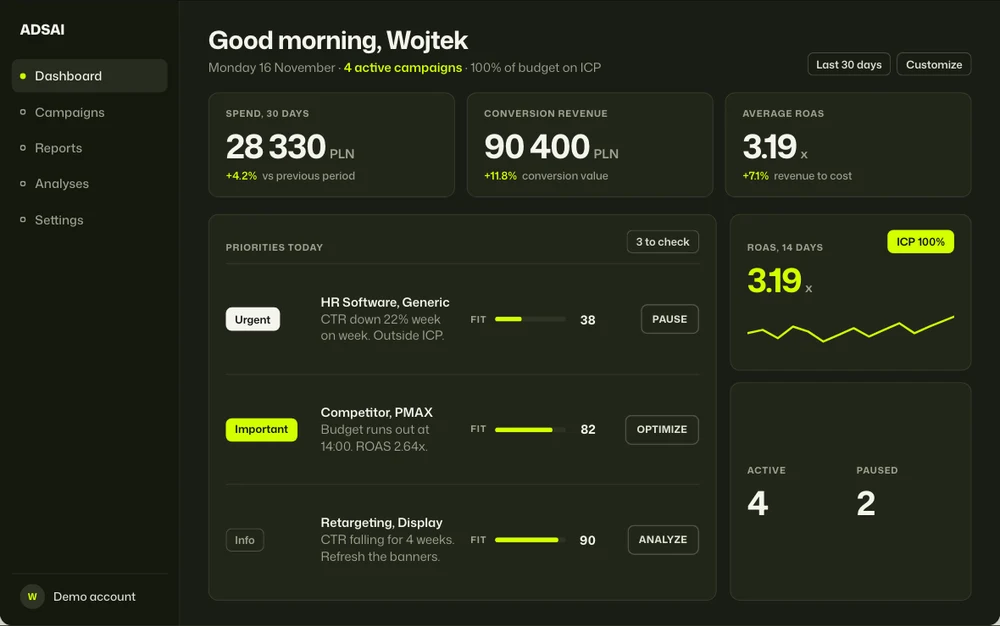 ADSAI
Dashboard
Campaigns
Reports
Analyses
Settings
W
Demo account
Good morning, Wojtek
Monday 16 November · 4 active campaigns · 100% of budget on ICP
Last 30 days
Customize
SPEND, 30 DAYS
28 330 PLN
+4.2% vs previous period
CONVERSION REVENUE
90 400 PLN
+11.8% conversion value
AVERAGE ROAS
3.19 x
+7.1% revenue to cost
PRIORITIES TODAY
3 to check
Urgent
HR Software, Generic
CTR down 22% week
on week. Outside ICP.
FIT
38
PAUSE
Important
Competitor, PMAX
Budget runs out at
14:00. ROAS 2.64x.
FIT
82
OPTIMIZE
Info
Retargeting, Display
CTR falling for 4 weeks.
Refresh the banners.
FIT
90
ANALYZE
ROAS, 14 DAYS
ICP 100%
3.19 x
ACTIVE
4
PAUSED
2